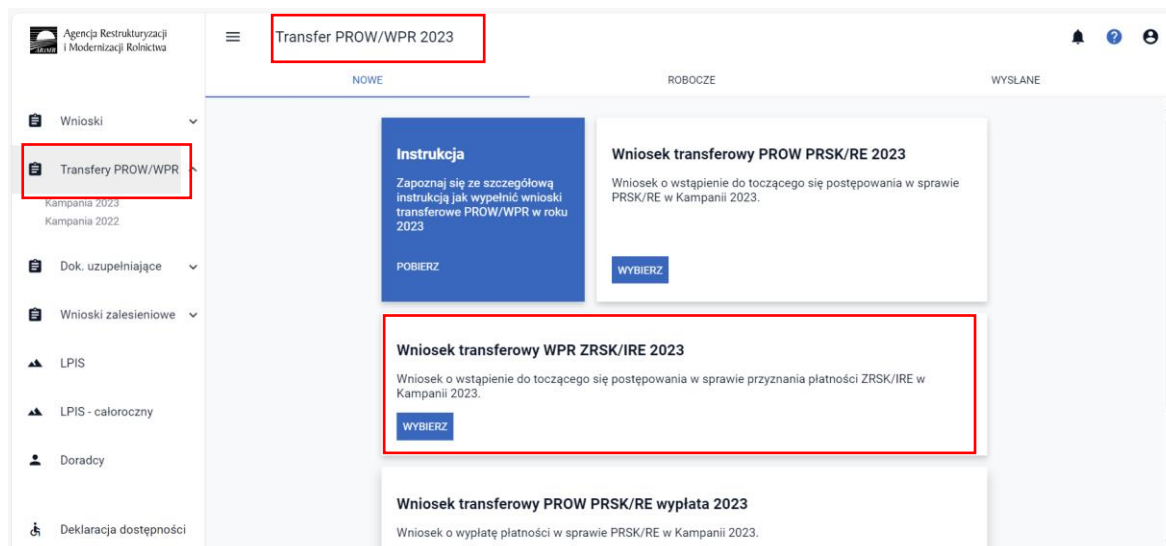 Agencja Restrukturyzacji
i Modernizacji Rolnictwa
Transfer PROW/WPR 2023
NOWE
ROBOCZE
WYSŁANE
Wnioski
Transfery PROW/WPR
Kampania 2023
Kampania 2022
Dok. uzupełniające
Wnioski zalesieniowe
LPIS
LPIS - całoroczny
Doradcy
Deklaracja dostępności
Instrukcja
Zapoznaj się ze szczegółową
instrukcją jak wypełnić wnioski
transferowe PROW/WPR w roku
2023
POBIERZ
Wniosek transferowy PROW PRSK/RE 2023
Wniosek o wstąpienie do toczącego się postępowania w sprawie
PRSK/RE w Kampanii 2023.
WYBIERZ
Wniosek transferowy WPR ZRSK/IRE 2023
Wniosek o wstąpienie do toczącego się postępowania w sprawie przyznania płatności ZRSK/IRE w
Kampanii 2023.
WYBIERZ
Wniosek transferowy PROW PRSK/RE wypłata 2023
Wniosek o wypłatę płatności w sprawie PRSK/RE w Kampanii 2023.